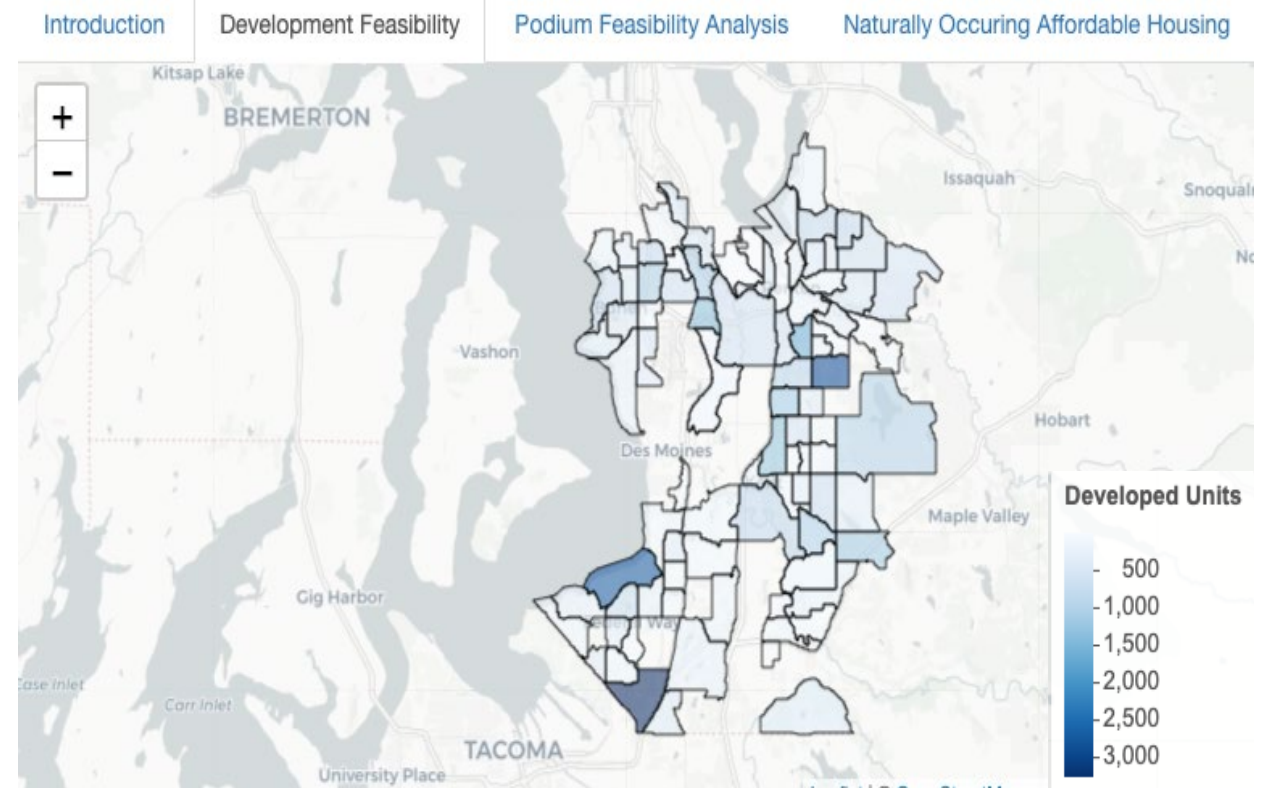 Introduction
Development Feasibility
Podium Feasibility Analysis
Naturally Occuring Affordable Housing
Kitsap Lake
+
BREMERTON
−
Issaquah
Vashon
Hobart
Des Moines
Developed Units
Maple Valley
500
Gig Harbor
1,000
Way
1,500
2,000
Case Inlet
Carr Inlet
2,500
TACOMA
3,000
University Place